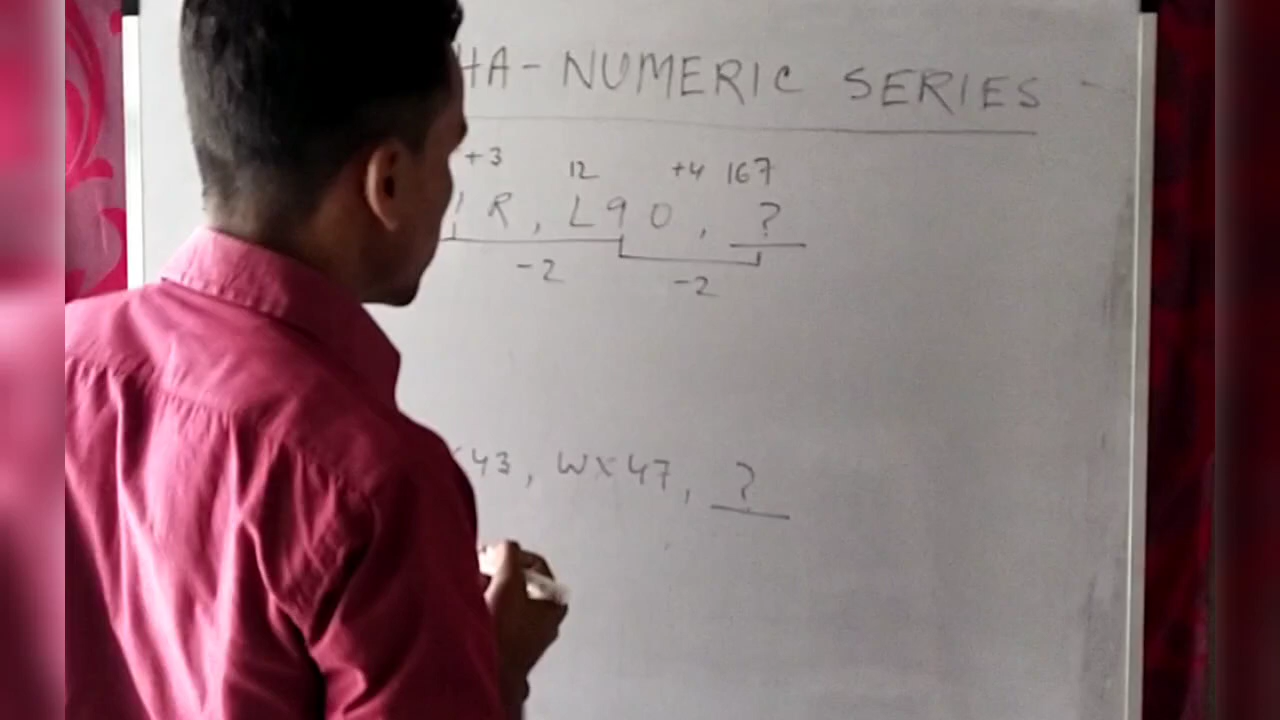 HA-NUMERIC SERIES -
+3 12 +4 167
R, L90, ?
-2 -2
43, WX47, ?